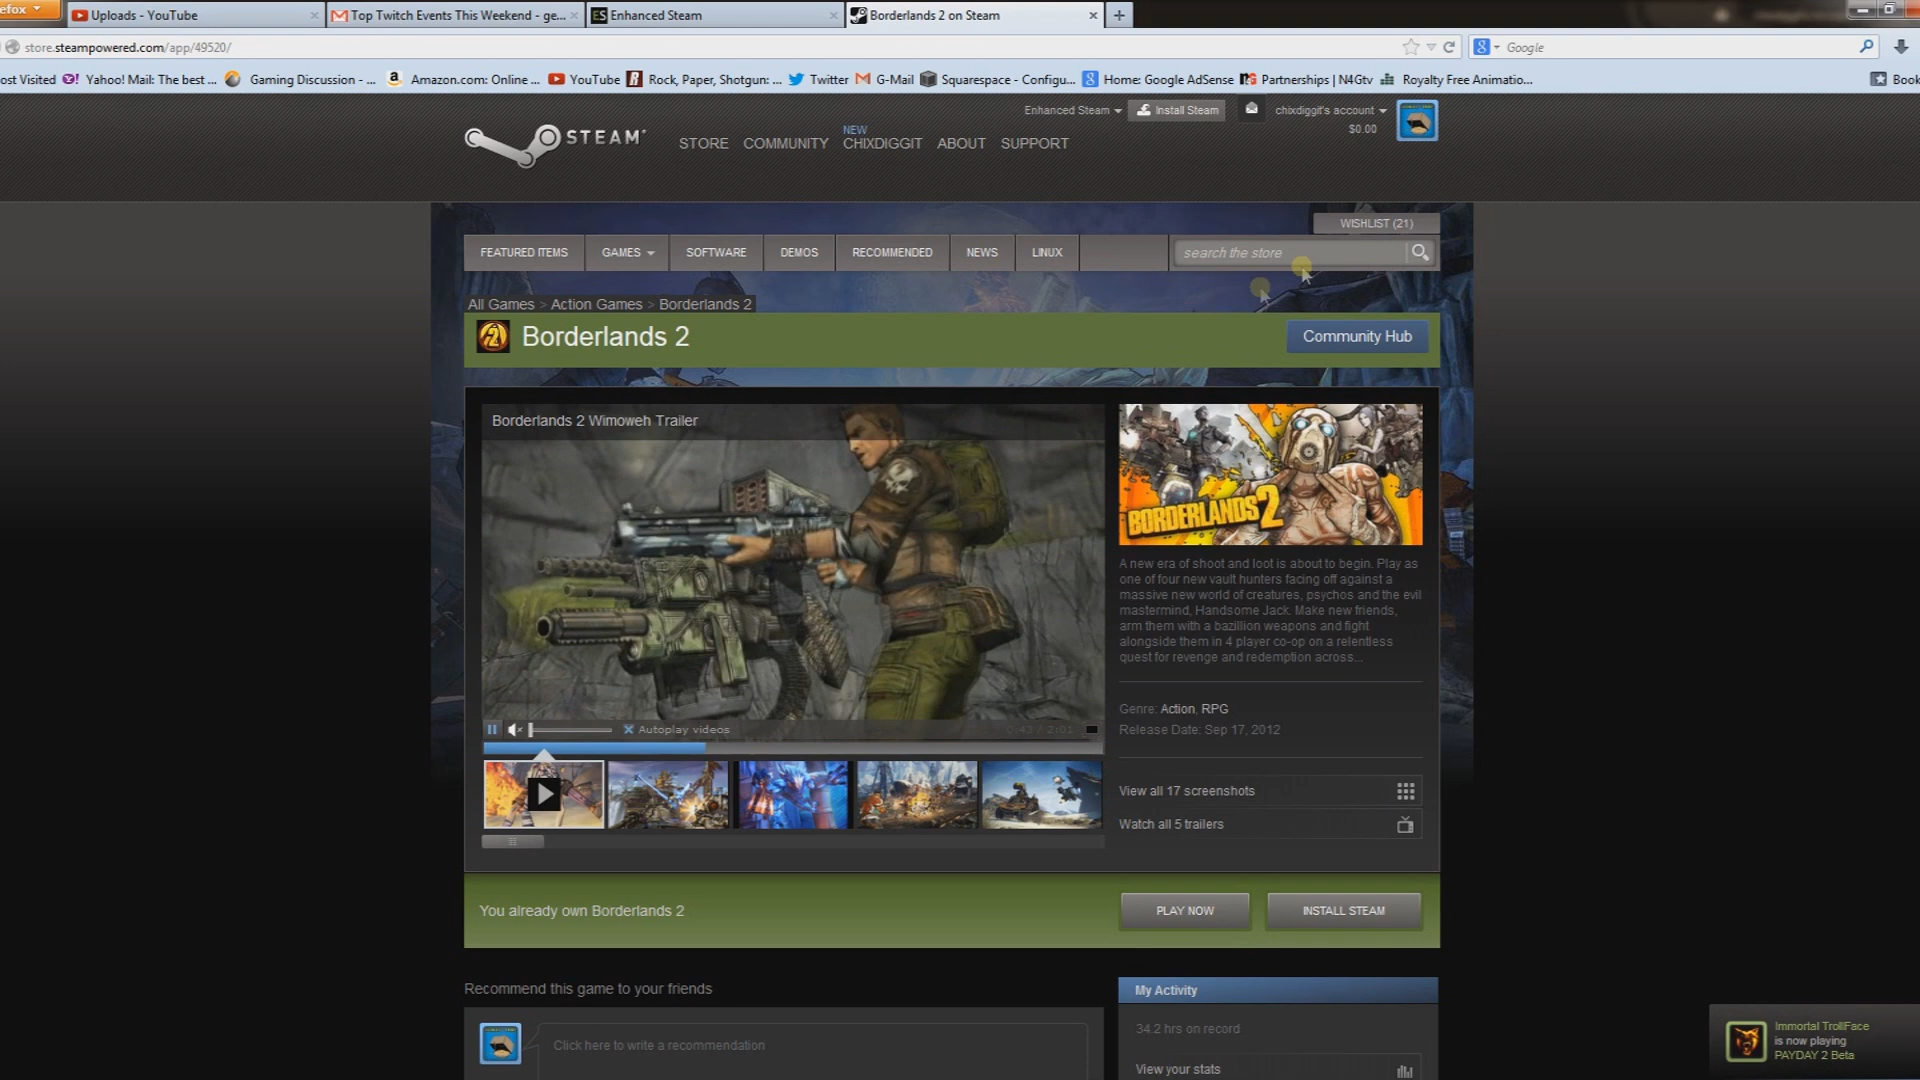 efox
Uploads - YouTube
Top Twitch Events This Weekend - ge...
ES Enhanced Steam
Borderlands 2 on Steam
store.steampowered.com/app/49520/
Google
ost Visited
Yahoo! Mail: The best ...
Gaming Discussion - ...
Amazon.com: Online ...
YouTube
Rock, Paper, Shotgun: ...
Twitter
G-Mail
Squarespace - Configu...
Home: Google AdSense
Partnerships | N4Gtv
Royalty Free Animatio...
Book
Enhanced Steam
Install Steam
chixdiggit's account
$0.00
STEAM
STORE
COMMUNITY
NEW
CHIXDIGGIT
ABOUT
SUPPORT
WISHLIST (21)
FEATURED ITEMS
GAMES
SOFTWARE
DEMOS
RECOMMENDED
NEWS
LINUX
search the store
All Games > Action Games > Borderlands 2
Borderlands 2
Community Hub
Borderlands 2 Wimoweh Trailer
BORDERLANDS 2
A new era of shoot and loot is about to begin. Play as
one of four new vault hunters facing off against a
massive new world of creatures, psychos and the evil
mastermind, Handsome Jack. Make new friends,
arm them with a bazillion weapons and fight
alongside them in 4 player co-op on a relentless
quest for revenge and redemption across...
Genre: Action, RPG
Release Date: Sep 17, 2012
Autoplay videos
0:43 / 2:01
View all 17 screenshots
Watch all 5 trailers
You already own Borderlands 2
PLAY NOW
INSTALL STEAM
Recommend this game to your friends
Click here to write a recommendation
My Activity
34.2 hrs on record
View your stats
Immortal TrollFace
is now playing
PAYDAY 2 Beta